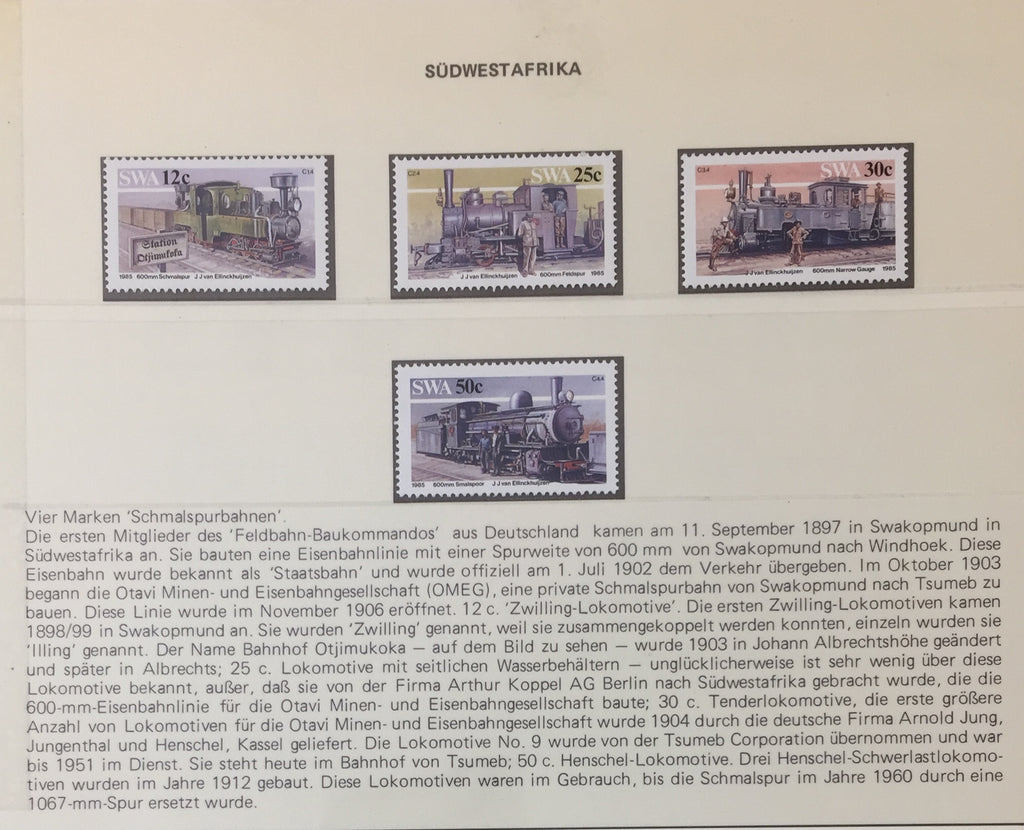 SÜDWESTAFRIKA
SWA 12c
C1.4
Station
Otjimukoka
1985 600mm Schmalspur J J van Ellinckhuijzen
C2.4
SWA 25c
J J van Ellinckhuijzen 600mm Feldspur 1985
C3.4
SWA 30c
J J van Ellinckhuijzen 600mm Narrow Gauge 1985
SWA 50c
C4.4
1985 600mm Smalspoor J J van Ellinckhuijzen
Vier Marken 'Schmalspurbahnen'.
Die ersten Mitglieder des 'Feldbahn-Baukommandos' aus Deutschland kamen am 11. September 1897 in Swakopmund in
Südwestafrika an. Sie bauten eine Eisenbahnlinie mit einer Spurweite von 600 mm von Swakopmund nach Windhoek. Diese
Eisenbahn wurde bekannt als 'Staatsbahn' und wurde offiziell am 1. Juli 1902 dem Verkehr übergeben. Im Oktober 1903
begann die Otavi Minen- und Eisenbahngesellschaft (OMEG), eine private Schmalspurbahn von Swakopmund nach Tsumeb zu
bauen. Diese Linie wurde im November 1906 eröffnet. 12 c. 'Zwilling-Lokomotive'. Die ersten Zwilling-Lokomotiven kamen
1898/99 in Swakopmund an. Sie wurden 'Zwilling' genannt, weil sie zusammengekoppelt werden konnten, einzeln wurden sie
'Illing' genannt. Der Name Bahnhof Otjimukoka — auf dem Bild zu sehen — wurde 1903 in Johann Albrechtshöhe geändert
und später in Albrechts; 25 c. Lokomotive mit seitlichen Wasserbehältern — unglücklicherweise ist sehr wenig über diese
Lokomotive bekannt, außer, daß sie von der Firma Arthur Koppel AG Berlin nach Südwestafrika gebracht wurde, die die
600-mm-Eisenbahnlinie für die Otavi Minen- und Eisenbahngesellschaft baute; 30 c. Tenderlokomotive, die erste größere
Anzahl von Lokomotiven für die Otavi Minen- und Eisenbahngesellschaft wurde 1904 durch die deutsche Firma Arnold Jung,
Jungenthal und Henschel, Kassel geliefert. Die Lokomotive No. 9 wurde von der Tsumeb Corporation übernommen und war
bis 1951 im Dienst. Sie steht heute im Bahnhof von Tsumeb; 50 c. Henschel-Lokomotive. Drei Henschel-Schwerlastlokomo-
tiven wurden im Jahre 1912 gebaut. Diese Lokomotiven waren im Gebrauch, bis die Schmalspur im Jahre 1960 durch eine
1067-mm-Spur ersetzt wurde.